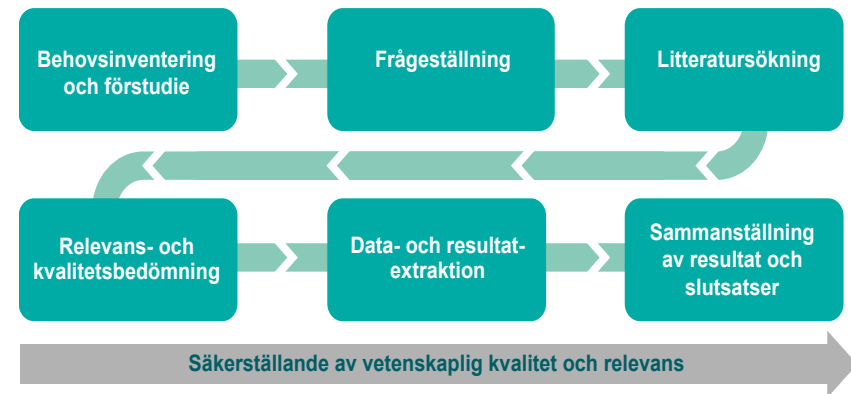 Behovsinventering
och förstudie
Frågeställning
Litteratursökning
Relevans- och
kvalitetsbedömning
Data- och resultat-
extraktion
Sammanställning
av resultat och
slutsatser
Säkerställande av vetenskaplig kvalitet och relevans